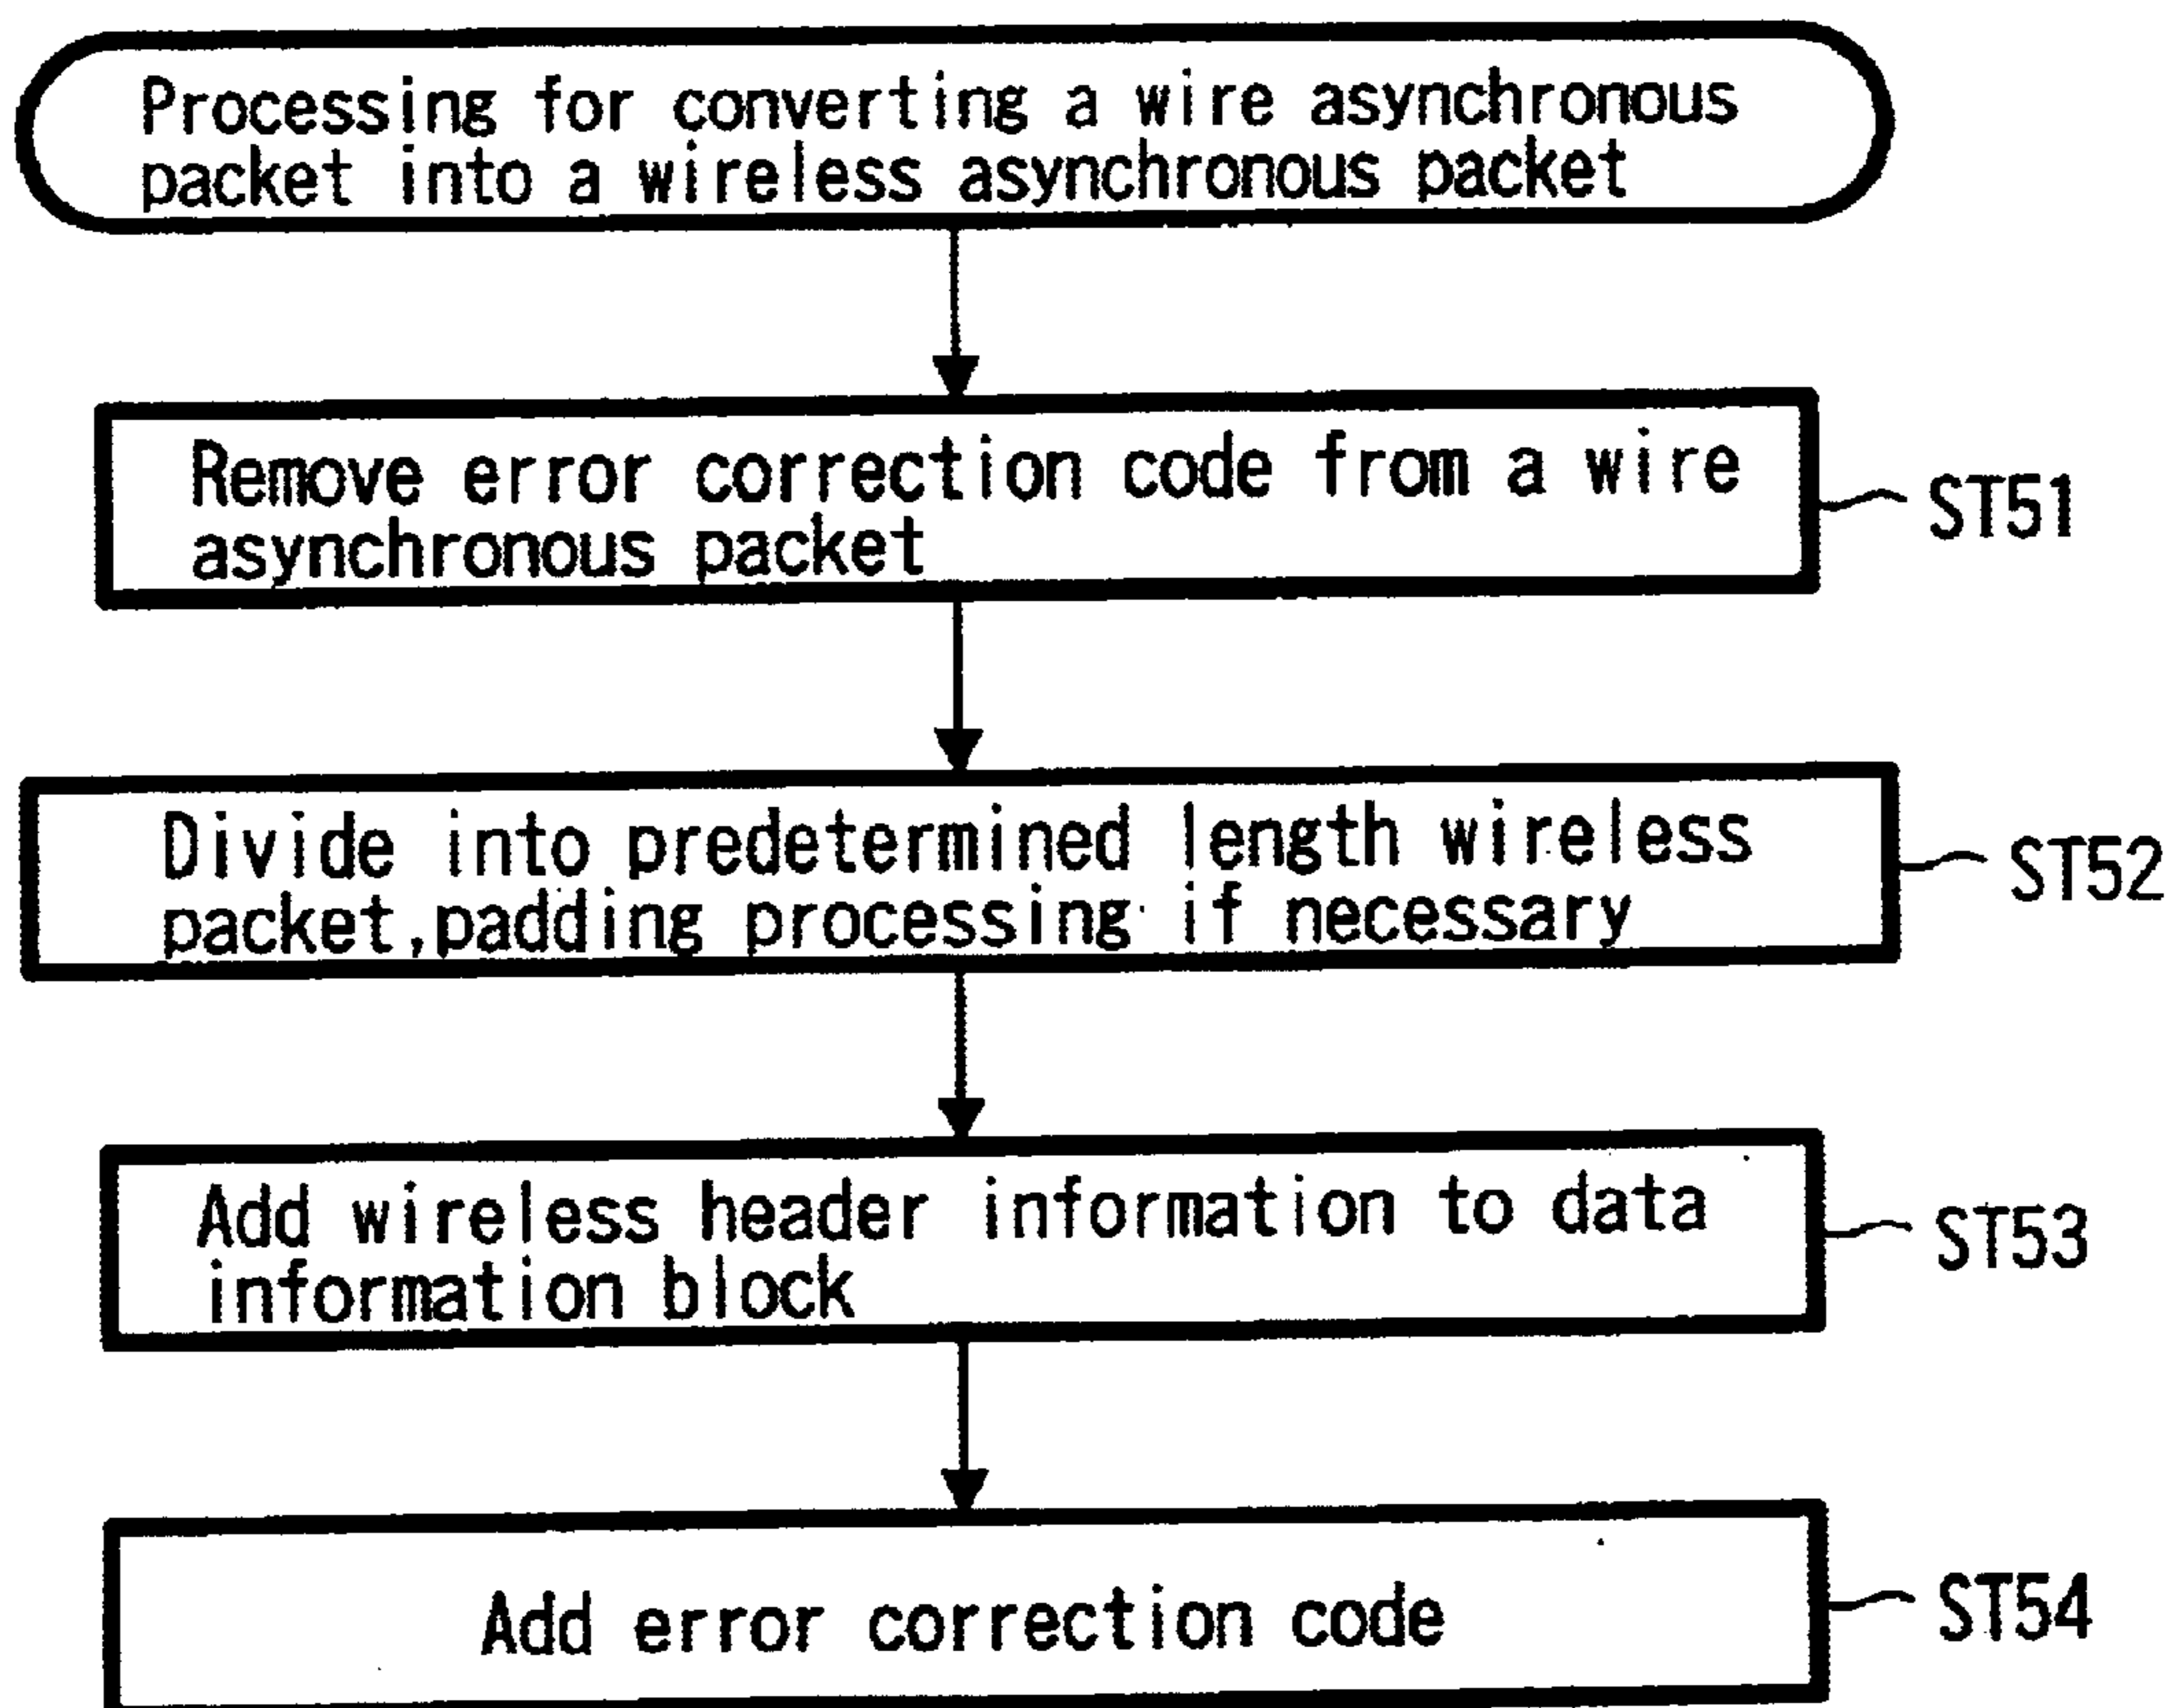 Processing for converting a wire asynchronous
packet into a wireless asynchronous packet
Remove error correction code from a wire
asynchronous packet
ST51
Divide into predetermined length wireless
packet,padding processing if necessary
ST52
Add wireless header information to data
information block
ST53
Add error correction code
ST54